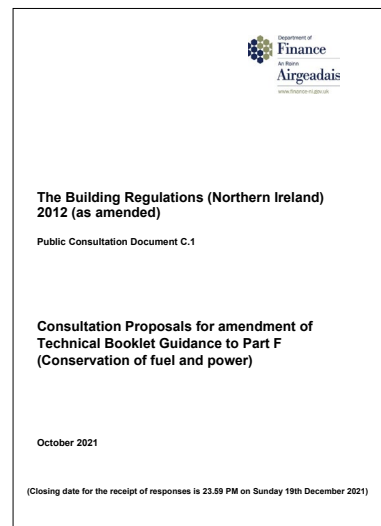 Department of
Finance
An Roinn
Airgeadais
www.finance-ni.gov.uk
The Building Regulations (Northern Ireland)
2012 (as amended)
Public Consultation Document C.1
Consultation Proposals for amendment of
Technical Booklet Guidance to Part F
(Conservation of fuel and power)
October 2021
(Closing date for the receipt of responses is 23.59 PM on Sunday 19th December 2021)